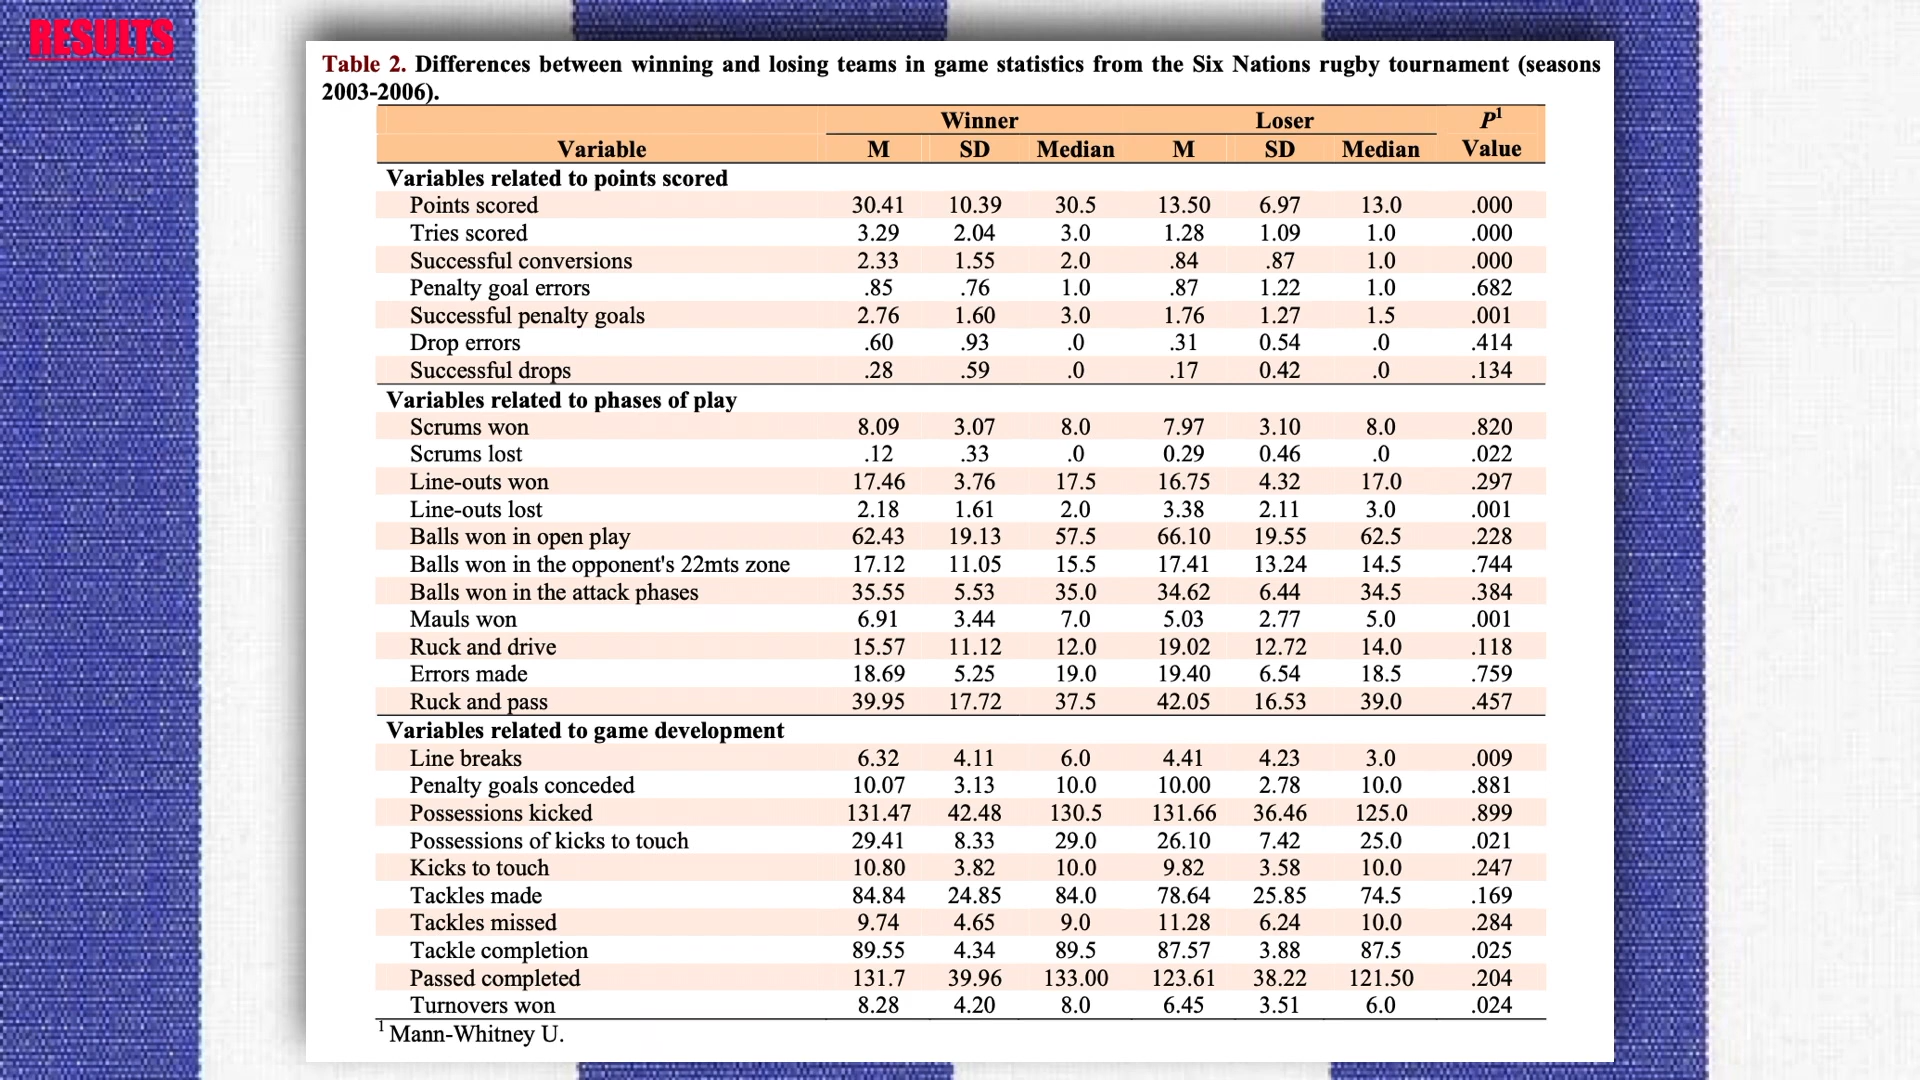 RESULTS
Table 2. Differences between winning and losing teams in game statistics from the Six Nations rugby tournament (seasons
2003-2006).
Winner Loser P1
Variable M SD Median M SD Median Value
Variables related to points scored
Points scored 30.41 10.39 30.5 13.50 6.97 13.0 .000
Tries scored 3.29 2.04 3.0 1.28 1.09 1.0 .000
Successful conversions 2.33 1.55 2.0 .84 .87 1.0 .000
Penalty goal errors .85 .76 1.0 .87 1.22 1.0 .682
Successful penalty goals 2.76 1.60 3.0 1.76 1.27 1.5 .001
Drop errors .60 .93 .0 .31 0.54 .0 .414
Successful drops .28 .59 .0 .17 0.42 .0 .134
Variables related to phases of play
Scrums won 8.09 3.07 8.0 7.97 3.10 8.0 .820
Scrums lost .12 .33 .0 0.29 0.46 .0 .022
Line-outs won 17.46 3.76 17.5 16.75 4.32 17.0 .297
Line-outs lost 2.18 1.61 2.0 3.38 2.11 3.0 .001
Balls won in open play 62.43 19.13 57.5 66.10 19.55 62.5 .228
Balls won in the opponent's 22mts zone 17.12 11.05 15.5 17.41 13.24 14.5 .744
Balls won in the attack phases 35.55 5.53 35.0 34.62 6.44 34.5 .384
Mauls won 6.91 3.44 7.0 5.03 2.77 5.0 .001
Ruck and drive 15.57 11.12 12.0 19.02 12.72 14.0 .118
Errors made 18.69 5.25 19.0 19.40 6.54 18.5 .759
Ruck and pass 39.95 17.72 37.5 42.05 16.53 39.0 .457
Variables related to game development
Line breaks 6.32 4.11 6.0 4.41 4.23 3.0 .009
Penalty goals conceded 10.07 3.13 10.0 10.00 2.78 10.0 .881
Possessions kicked 131.47 42.48 130.5 131.66 36.46 125.0 .899
Possessions of kicks to touch 29.41 8.33 29.0 26.10 7.42 25.0 .021
Kicks to touch 10.80 3.82 10.0 9.82 3.58 10.0 .247
Tackles made 84.84 24.85 84.0 78.64 25.85 74.5 .169
Tackles missed 9.74 4.65 9.0 11.28 6.24 10.0 .284
Tackle completion 89.55 4.34 89.5 87.57 3.88 87.5 .025
Passed completed 131.7 39.96 133.00 123.61 38.22 121.50 .204
Turnovers won 8.28 4.20 8.0 6.45 3.51 6.0 .024
1 Mann-Whitney U.